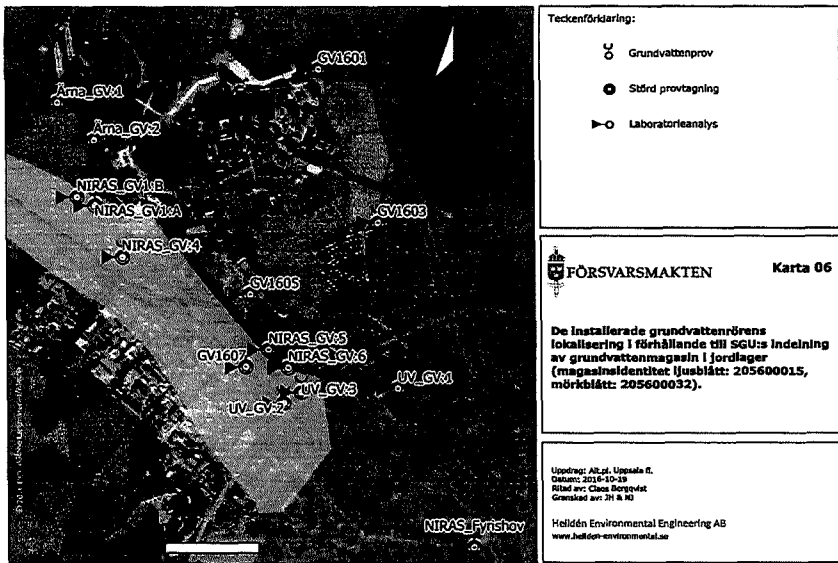 GV1601
Ärna_GV:1
Ärna_GV:2
NIRAS_GV1:B
NIRAS_GV1:A
GV1603
NIRAS_GV:4
GV1605
NIRAS_GV:5
GV1607
NIRAS_GV:6
UV_GV:1
UV_GV:3
UV_GV:2
NIRAS_Fyrishov
Teckenförklaring:
Grundvattenprov
Störd provtagning
Laboratorieanalys
FÖRSVARSMAKTEN
Karta 06
De installerade grundvattenrörens
lokalisering i förhållande till SGU:s indelning
av grundvattenmagasin i jordlager
(magasinsidentitet ljusblått: 205600015,
mörkblått: 205600032).
Uppdrag: Alt.pl. Uppsala fl.
Datum: 2016-10-19
Ritad av: Claes Bergqvist
Granskad av: JH & NJ
Helldén Environmental Engineering AB
www.hellden-environmental.se